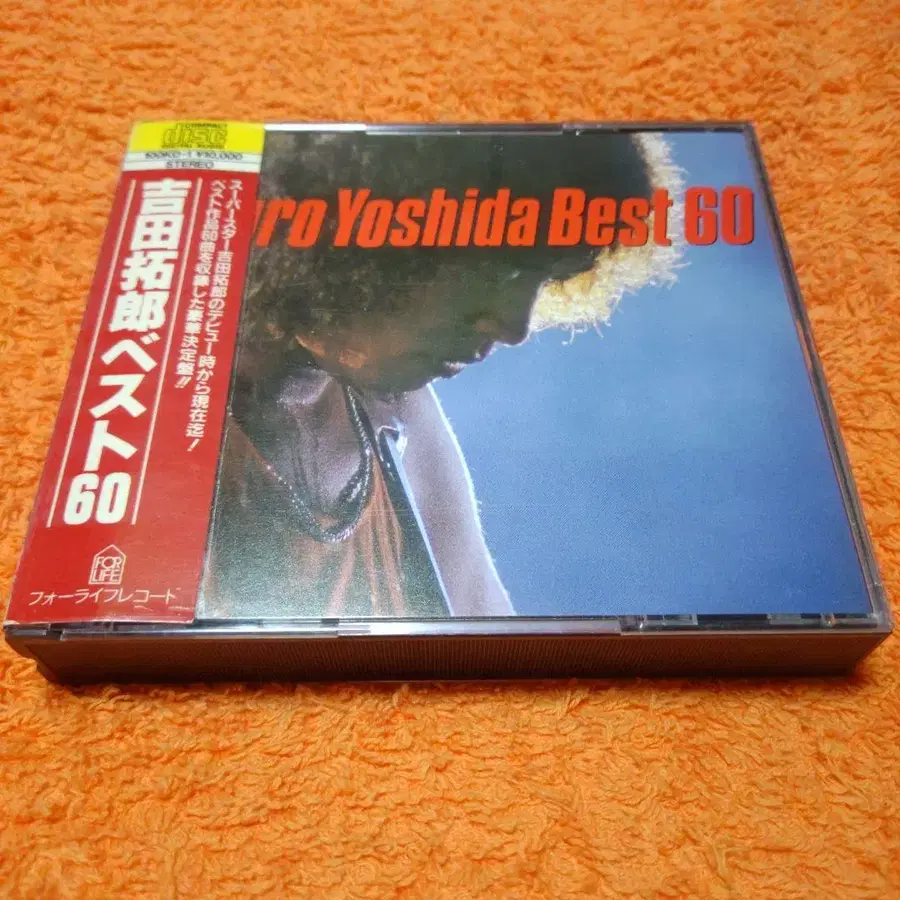 COMPACT
disc
DIGITAL AUDIO
100KD-1 ¥10,000
STEREO
吉田拓郎ベスト60
スーパースター吉田拓郎のデビュー時から現在迄!
ベスト作品60曲を収録した豪華決定盤!!
FOR
LIFE
フォーライフレコード
uro Yoshida Best 60